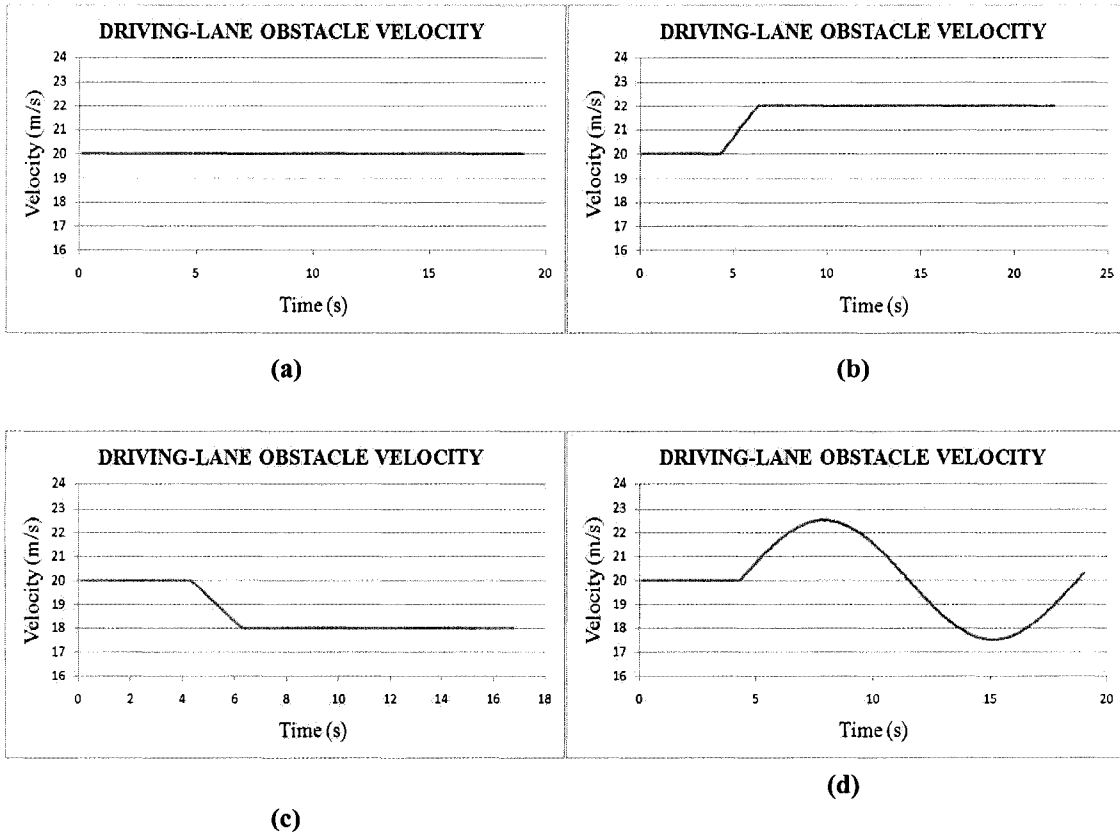 DRIVING-LANE OBSTACLE VELOCITY
24
23
22
21
20
19
18
17
16
Velocity (m/s)
0 5 10 15 20
Time (s)
(a)
DRIVING-LANE OBSTACLE VELOCITY
24
23
22
21
20
19
18
17
16
Velocity (m/s)
0 5 10 15 20 25
Time (s)
(b)
DRIVING-LANE OBSTACLE VELOCITY
24
23
22
21
20
19
18
17
16
Velocity (m/s)
0 2 4 6 8 10 12 14 16 18
Time (s)
(c)
DRIVING-LANE OBSTACLE VELOCITY
24
23
22
21
20
19
18
17
16
Velocity (m/s)
0 5 10 15 20
Time (s)
(d)